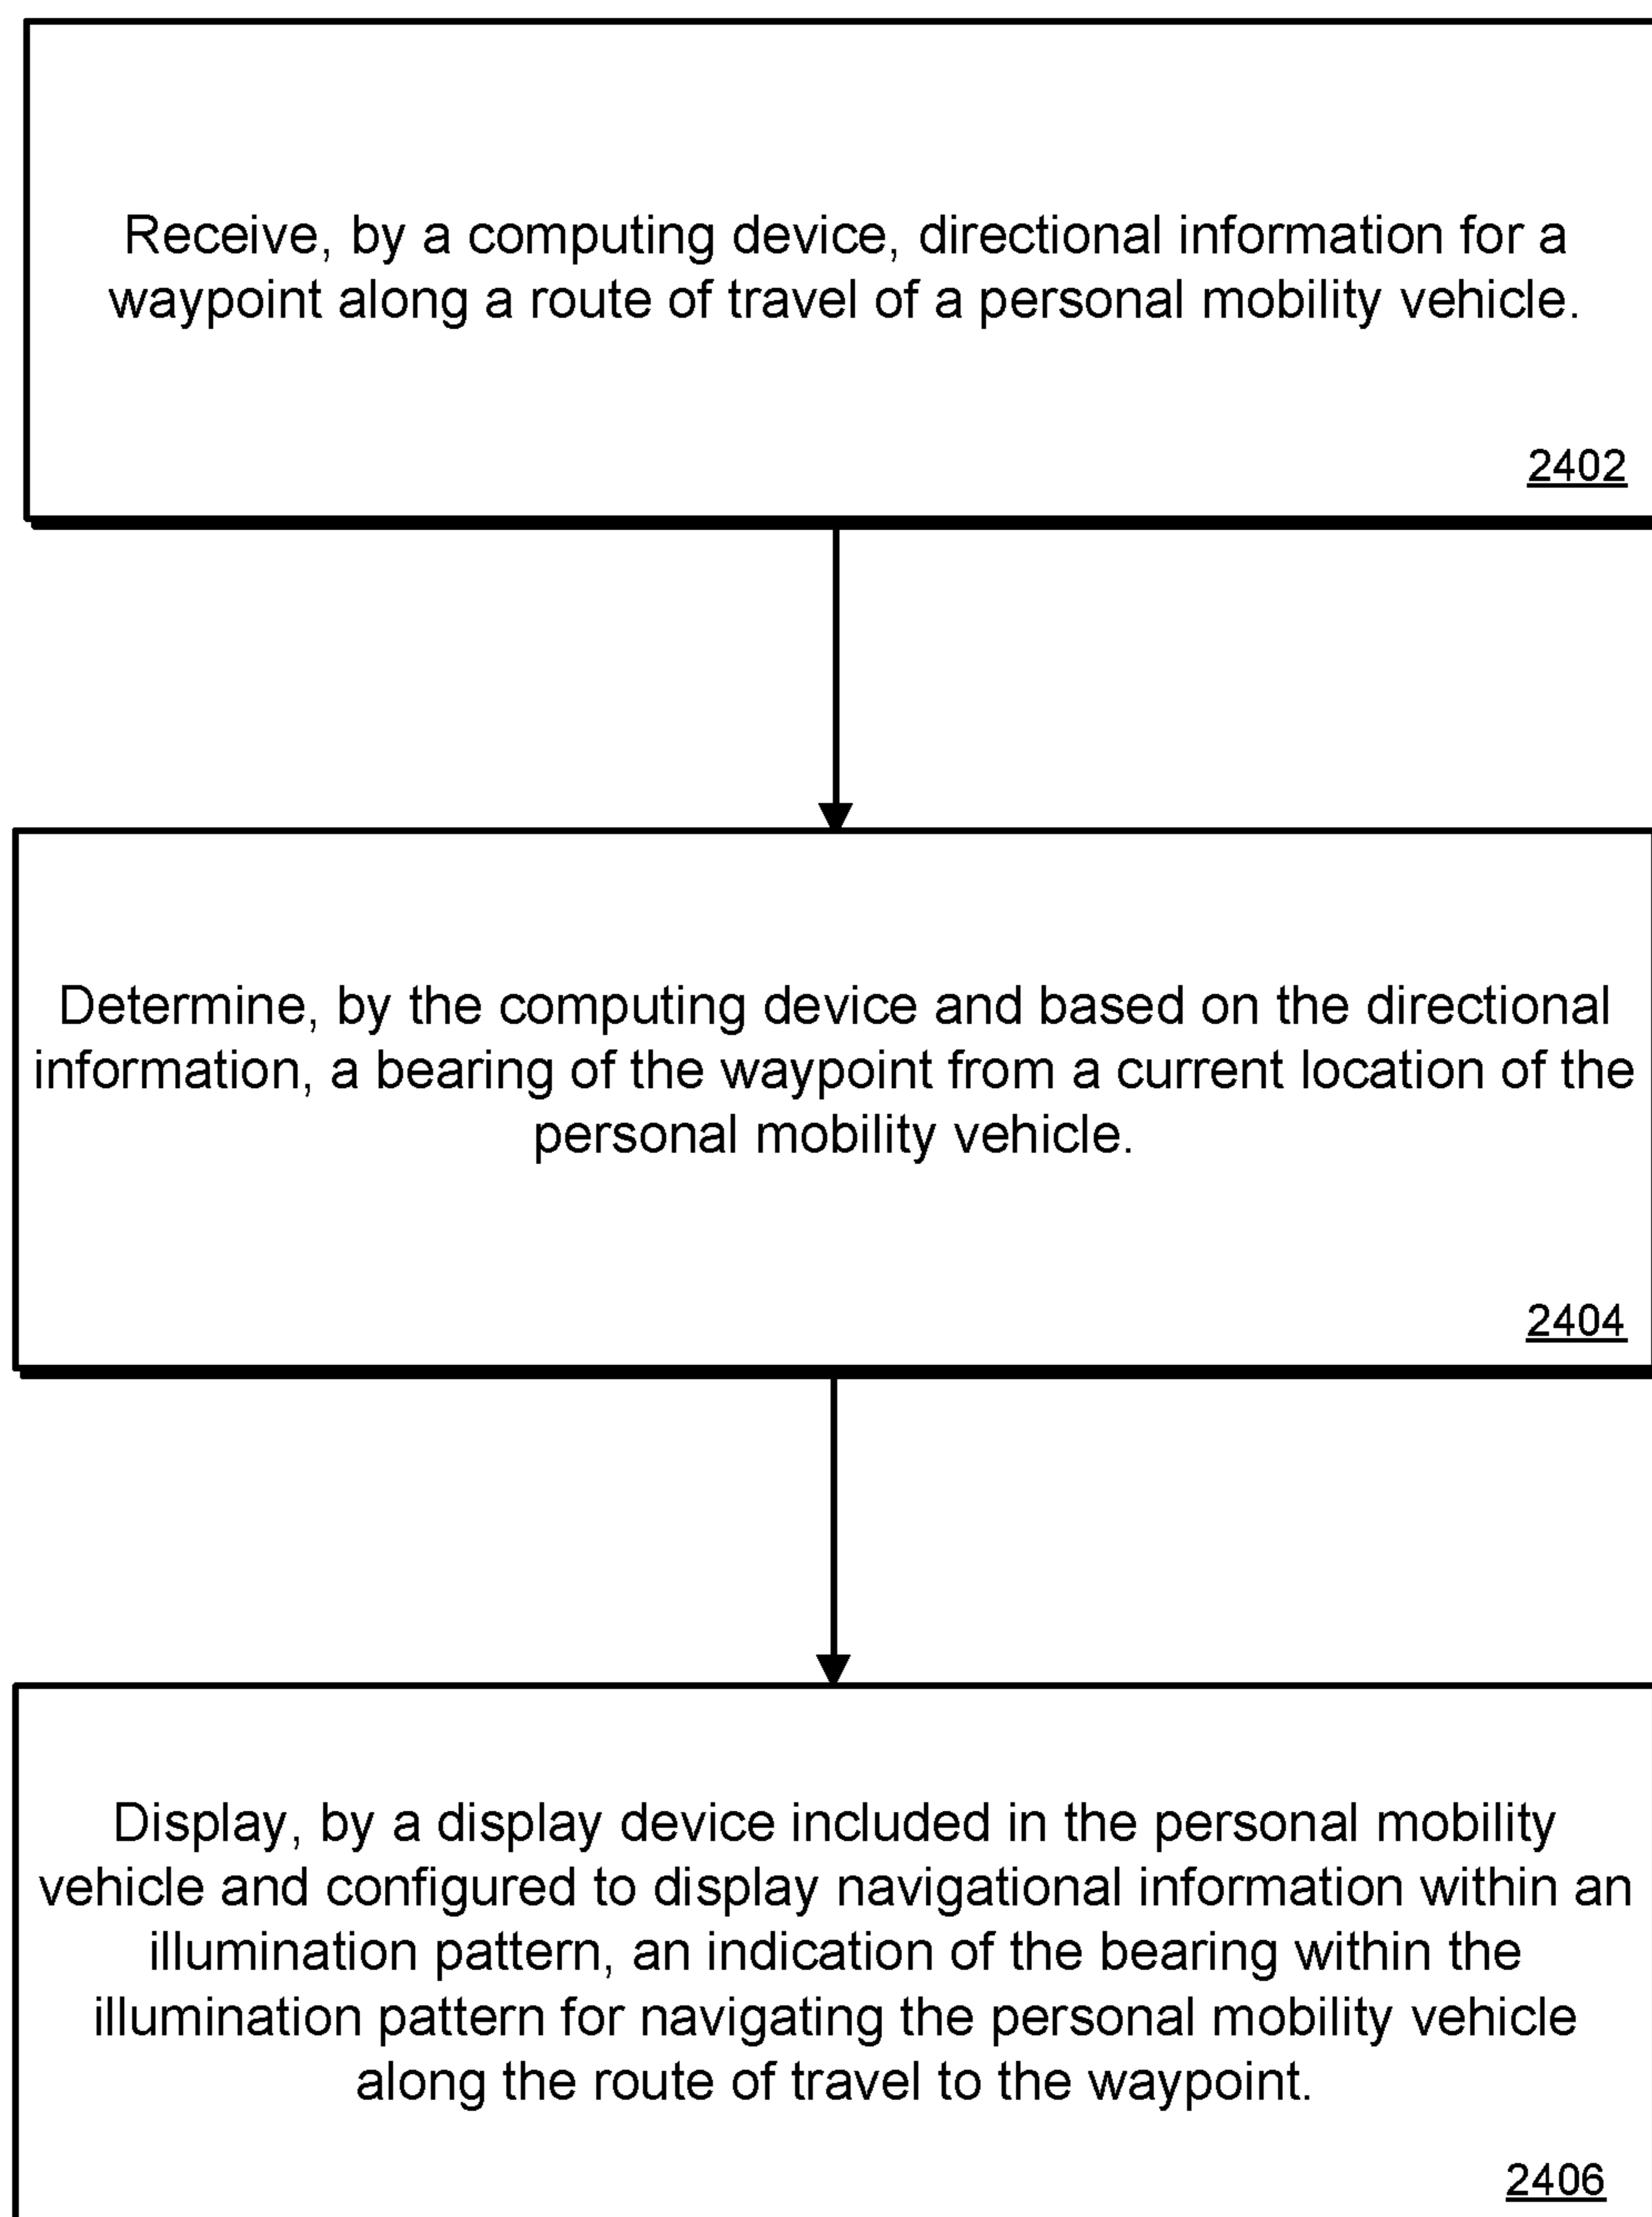 Receive, by a computing device, directional information for a
waypoint along a route of travel of a personal mobility vehicle.
2402
Determine, by the computing device and based on the directional
information, a bearing of the waypoint from a current location of the
personal mobility vehicle.
2404
Display, by a display device included in the personal mobility
vehicle and configured to display navigational information within an
illumination pattern, an indication of the bearing within the
illumination pattern for navigating the personal mobility vehicle
along the route of travel to the waypoint.
2406